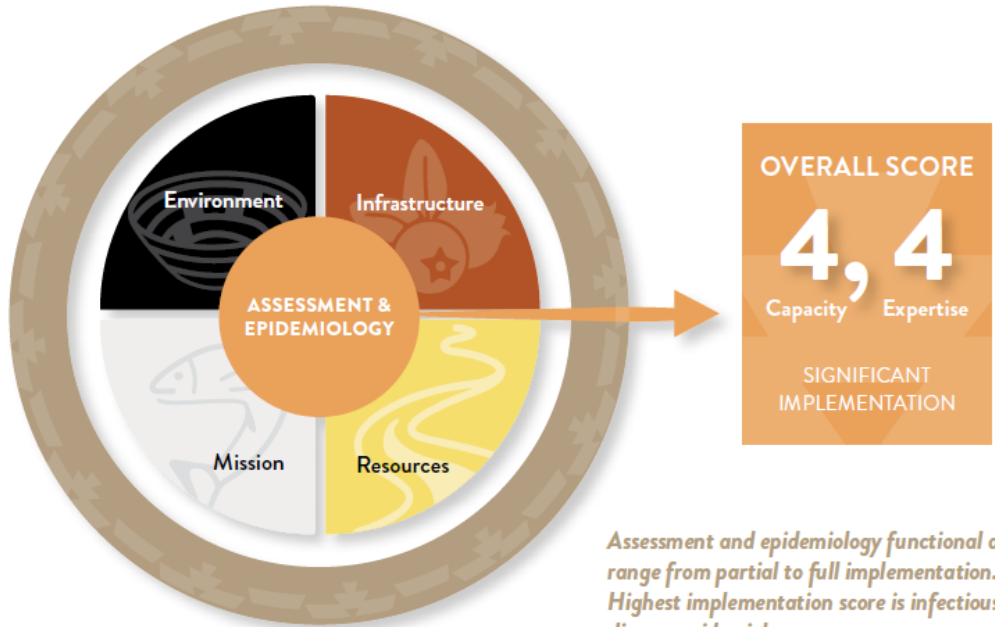 Environment
Infrastructure
ASSESSMENT &
EPIDEMIOLOGY
Mission
Resources
OVERALL SCORE
4, 4
Capacity
Expertise
SIGNIFICANT
IMPLEMENTATION
Assessment and epidemiology functional
range from partial to full implementation.
Highest implementation score is infectious